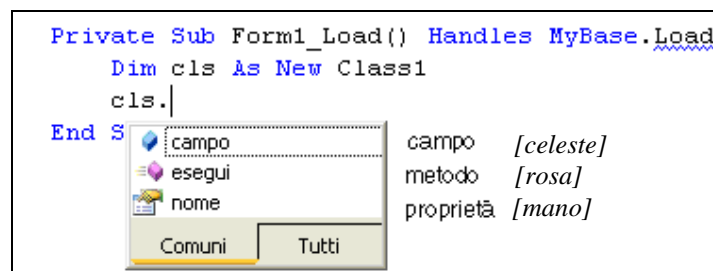 Private Sub Form1_Load() Handles MyBase.Load
Dim cls As New Class1
cls.
End S
campo campo [celeste]
esegui metodo [rosa]
nome proprietà [mano]
Comuni Tutti